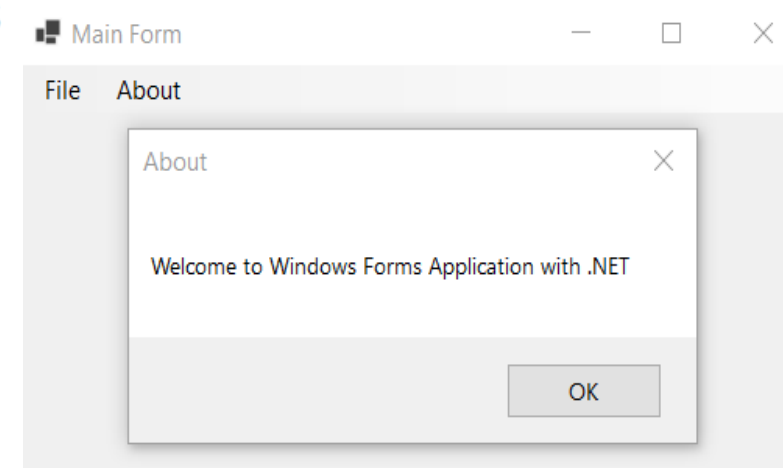 Main Form
File About
About
Welcome to Windows Forms Application with .NET
OK